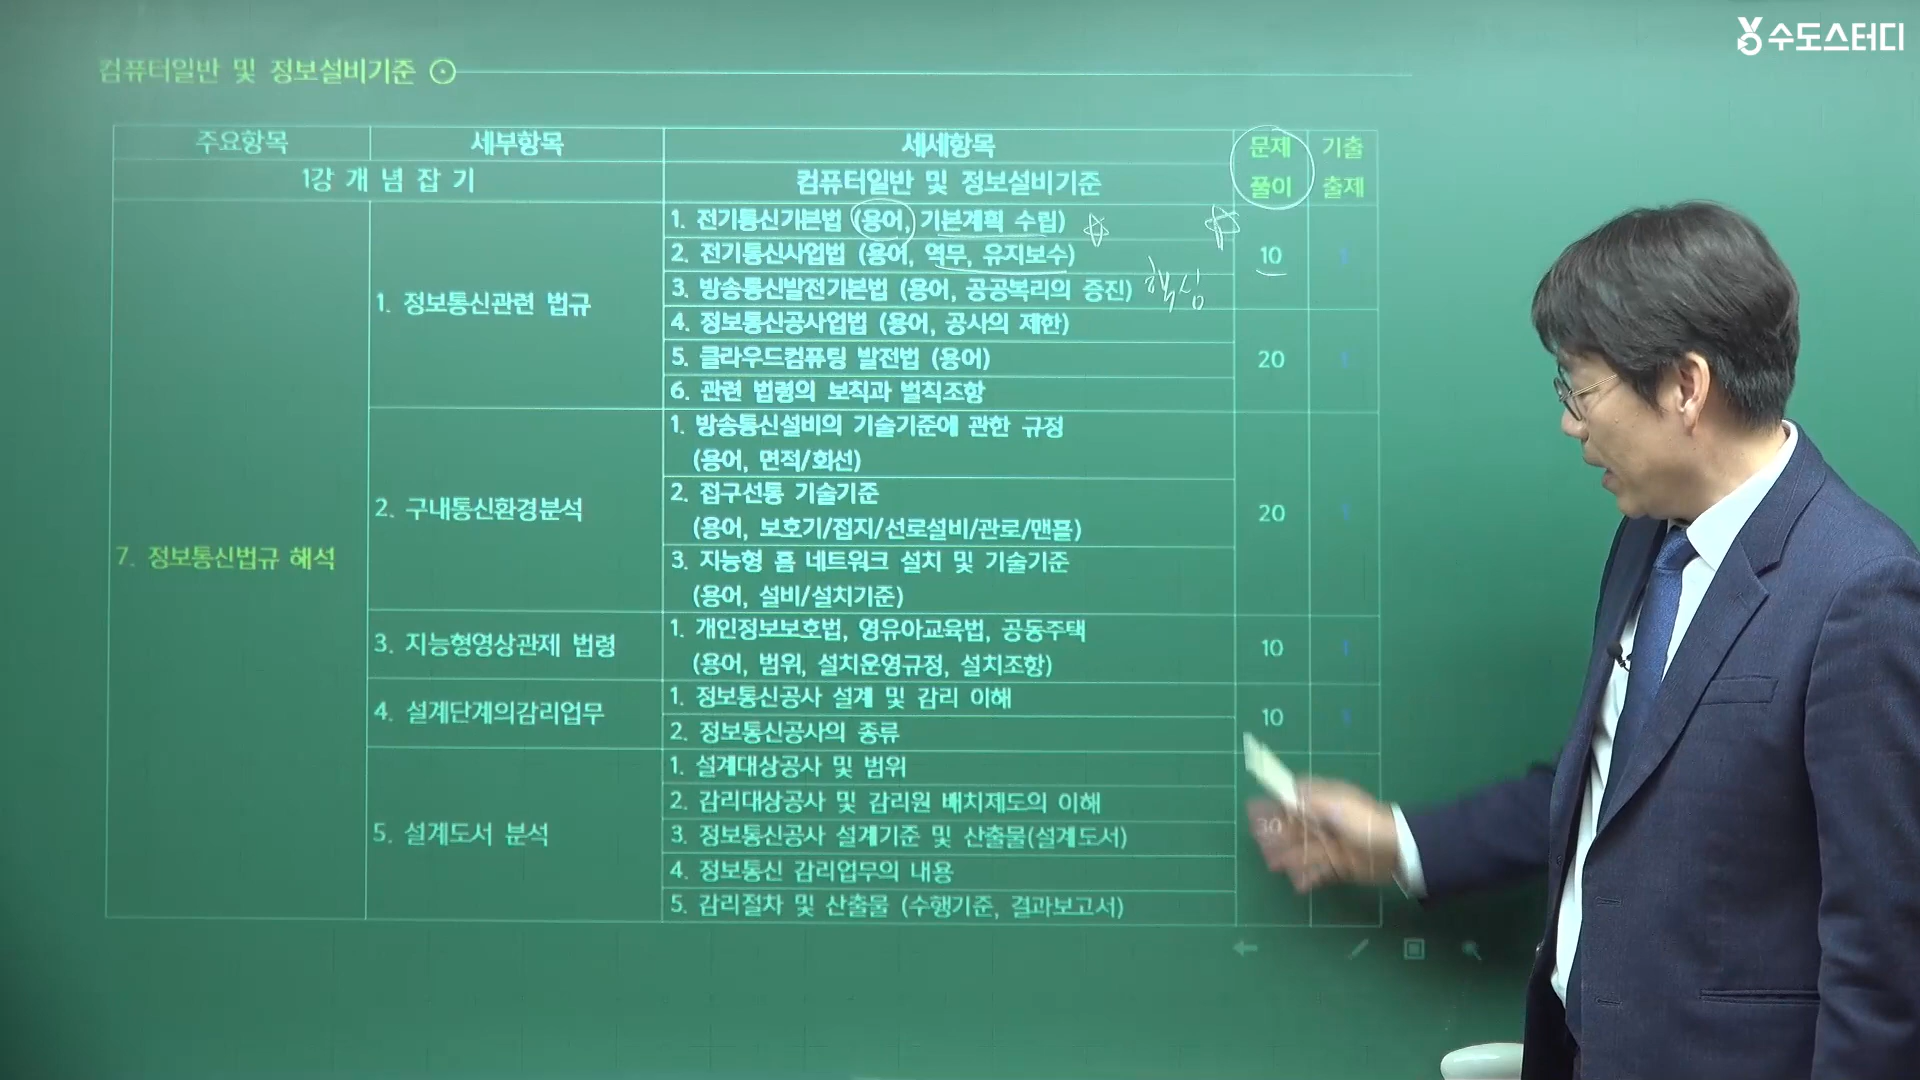 수도스터디
컴퓨터일반 및 정보설비기준
주요항목 세부항목 세세항목 문제풀이 기출출제
1강 개 념 잡 기 컴퓨터일반 및 정보설비기준
7. 정보통신법규 해석
1. 정보통신관련 법규
1. 전기통신기본법 (용어, 기본계획 수립)
2. 전기통신사업법 (용어, 역무, 유지보수)
10 1
3. 방송통신발전기본법 (용어, 공공복리의 증진) 핵심
4. 정보통신공사업법 (용어, 공사의 제한)
5. 클라우드컴퓨팅 발전법 (용어)
20 1
6. 관련 법령의 보칙과 벌칙조항
2. 구내통신환경분석
1. 방송통신설비의 기술기준에 관한 규정
(용어, 면적/회선)
2. 접구선통 기술기준
(용어, 보호기/접지/선로설비/관로/맨홀)
20 1
3. 지능형 홈 네트워크 설치 및 기술기준
(용어, 설비/설치기준)
3. 지능형영상관제 법령
1. 개인정보보호법, 영유아교육법, 공동주택
(용어, 범위, 설치운영규정, 설치조항)
10 1
4. 설계단계의감리업무
1. 정보통신공사 설계 및 감리 이해
2. 정보통신공사의 종류
10
5. 설계도서 분석
1. 설계대상공사 및 범위
2. 감리대상공사 및 감리원 배치제도의 이해
3. 정보통신공사 설계기준 및 산출물(설계도서)
30
4. 정보통신 감리업무의 내용
5. 감리절차 및 산출물 (수행기준, 결과보고서)